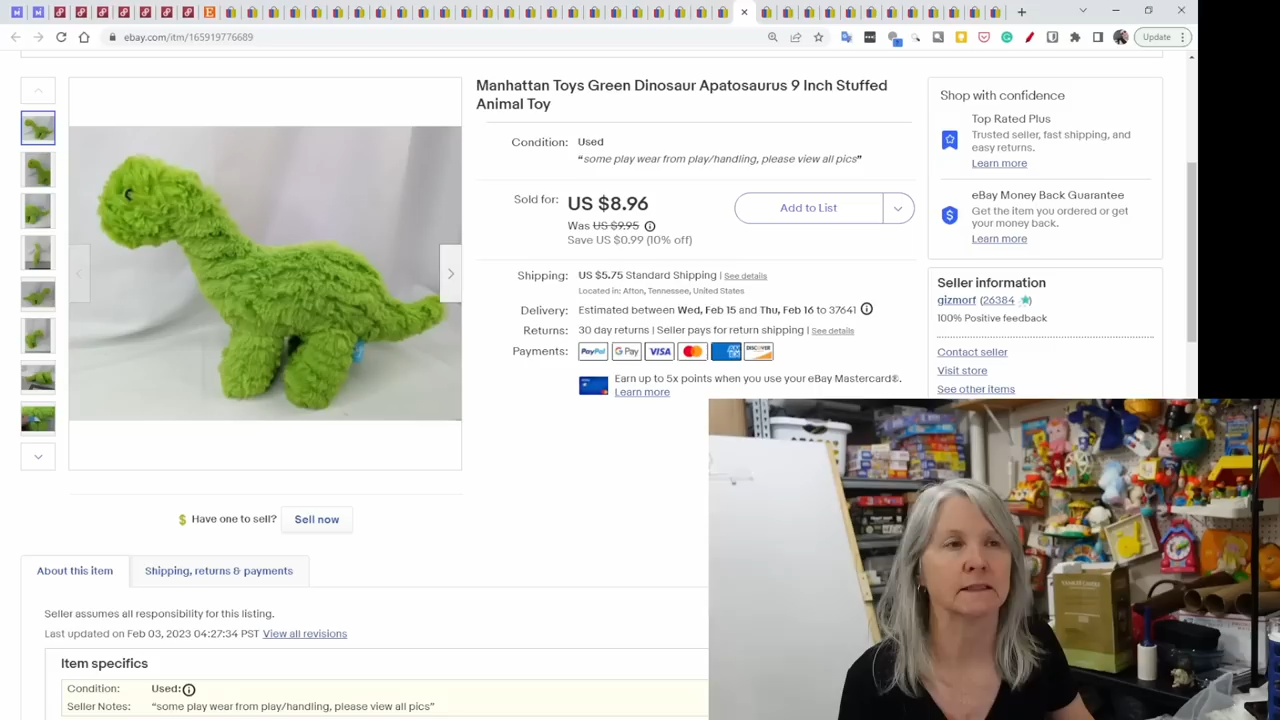 ebay.com/itm/165919776689
Update
Manhattan Toys Green Dinosaur Apatosaurus 9 Inch Stuffed
Animal Toy
Condition: Used
“some play wear from play/handling, please view all pics”
Sold for: US $8.96
Add to List
Was US $9.95
Save US $0.99 (10% off)
Shipping: US $5.75 Standard Shipping | See details
Located in: Afton, Tennessee, United States
Delivery: Estimated between Wed, Feb 15 and Thu, Feb 16 to 37641
Returns: 30 day returns | Seller pays for return shipping | See details
Payments: PayPal G Pay VISA DISCOVER
Earn up to 5x points when you use your eBay Mastercard®.
Learn more
Shop with confidence
Top Rated Plus
Trusted seller, fast shipping, and
easy returns.
Learn more
eBay Money Back Guarantee
Get the item you ordered or get
your money back.
Learn more
Seller information
gizmorf (26384)
100% Positive feedback
Contact seller
Visit store
See other items
$ Have one to sell? Sell now
About this item
Shipping, returns & payments
Seller assumes all responsibility for this listing.
Last updated on Feb 03, 2023 04:27:34 PST View all revisions
Item specifics
Condition: Used:
Seller Notes: “some play wear from play/handling, please view all pics”